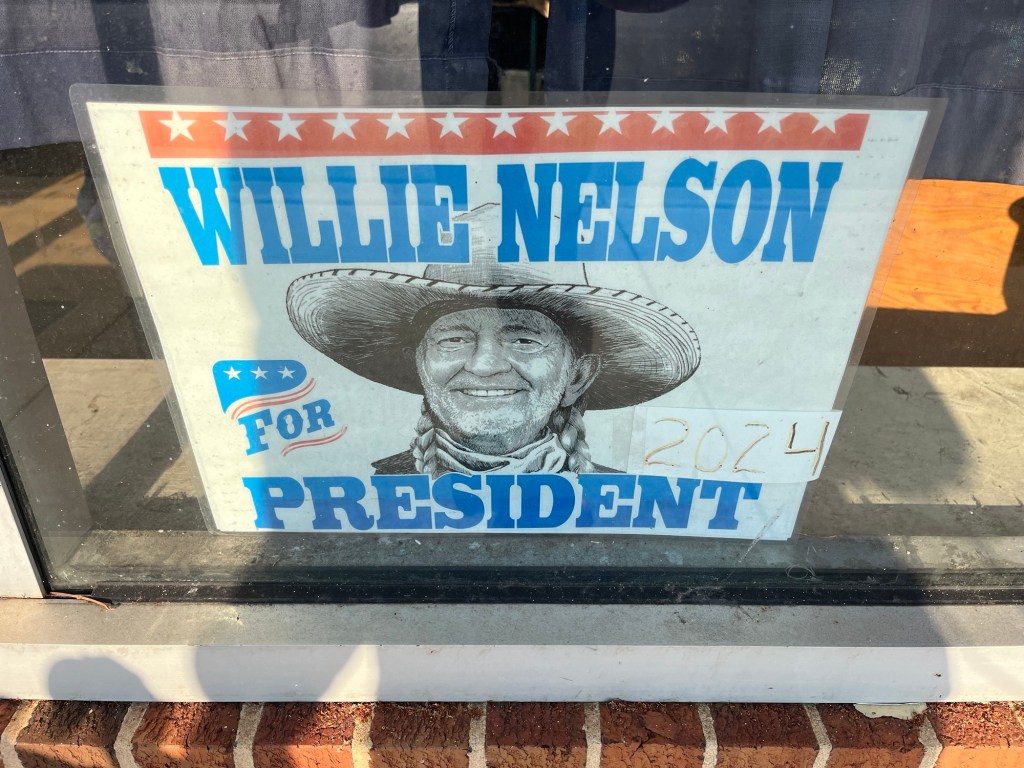 WILLIE NELSON
FOR
2024
PRESIDENT